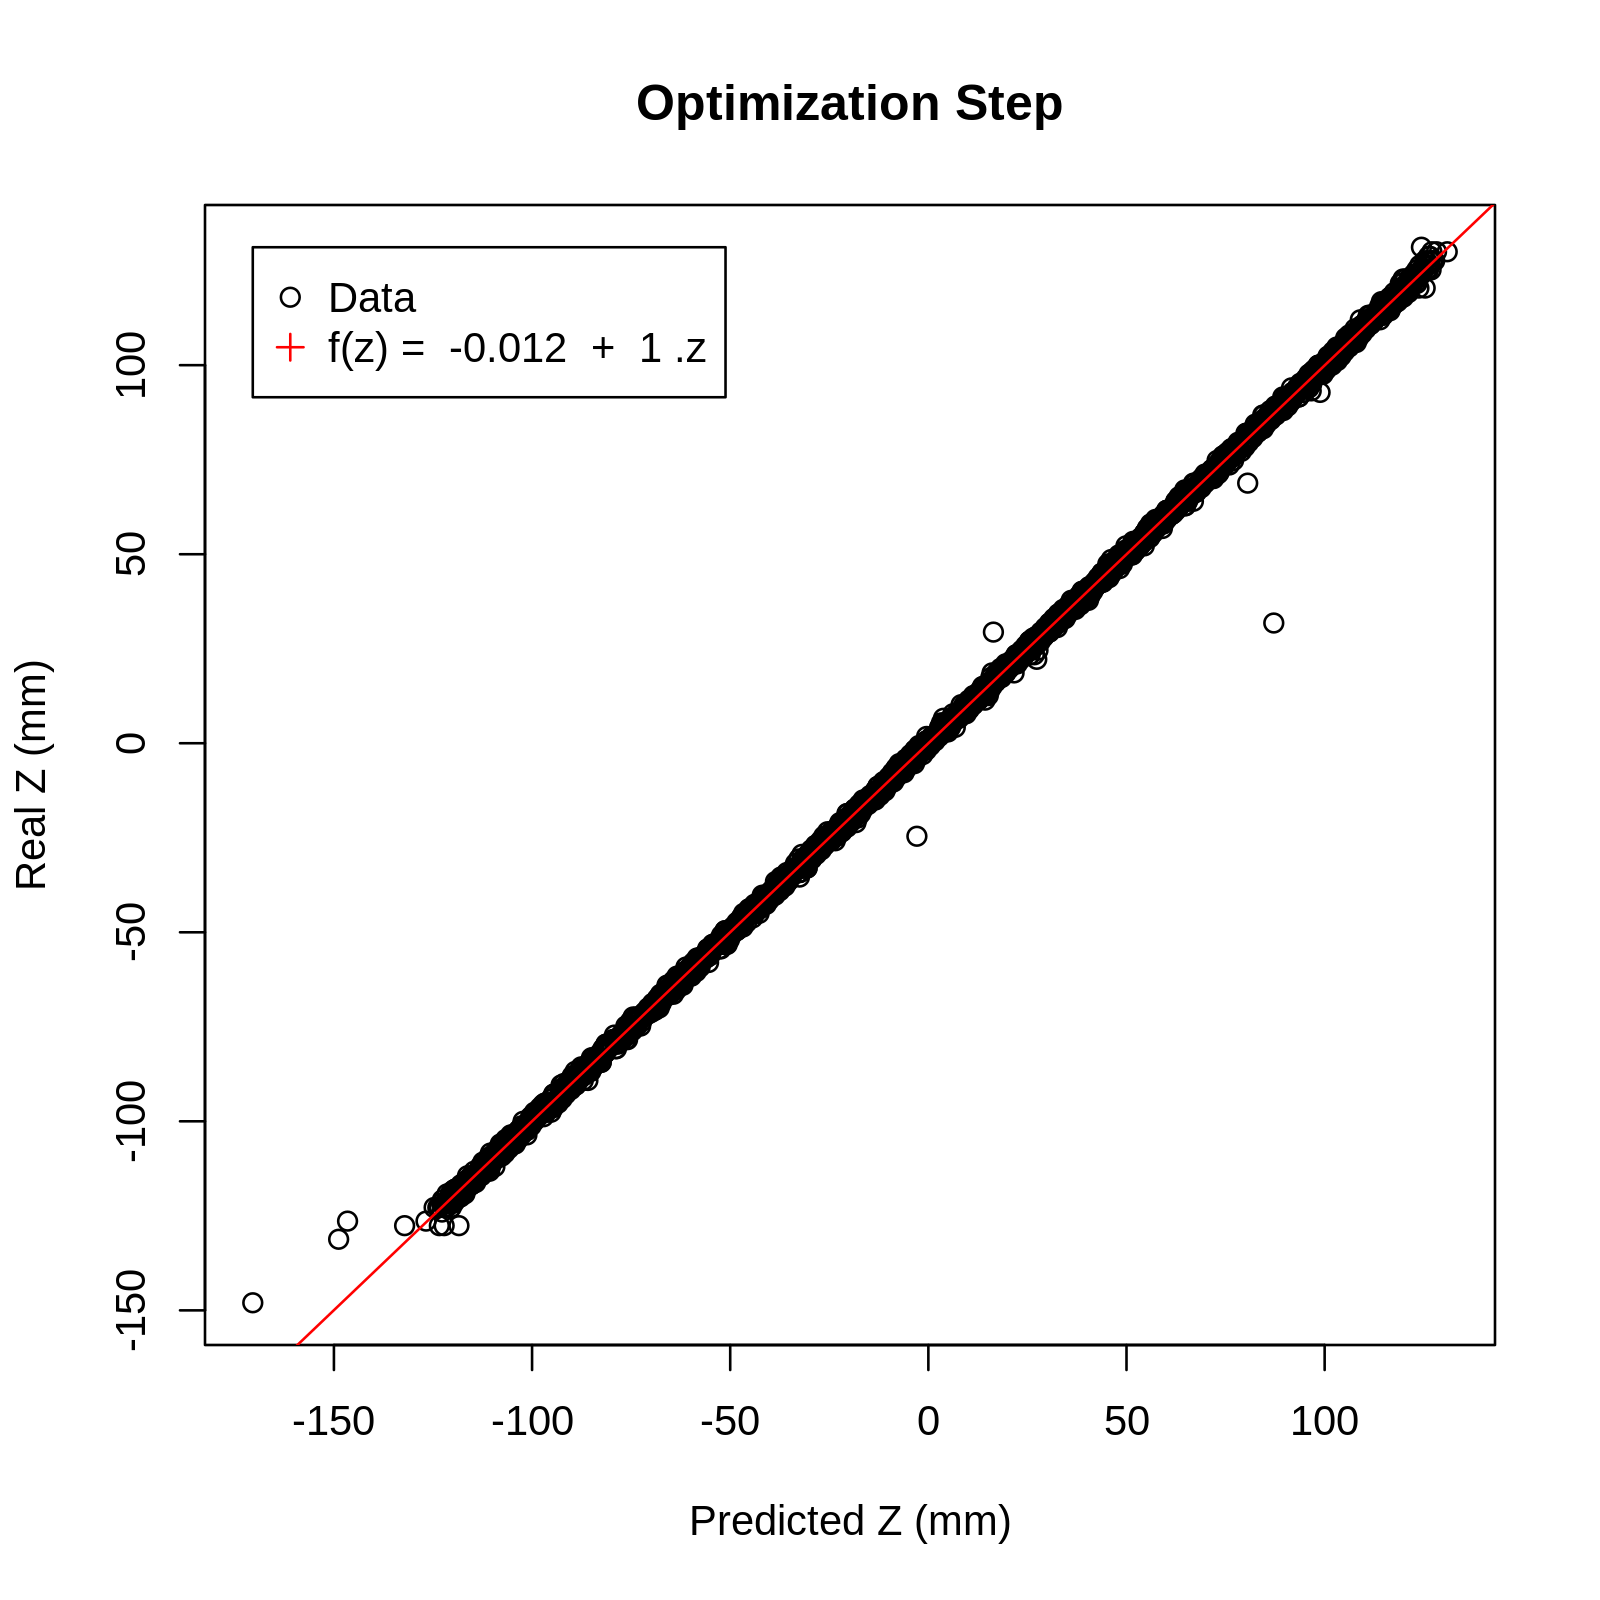 Optimization Step
Data
f(z) = -0.012 + 1 .z
Real Z (mm)
100
50
0
-50
-100
-150
-150 -100 -50 0 50 100
Predicted Z (mm)